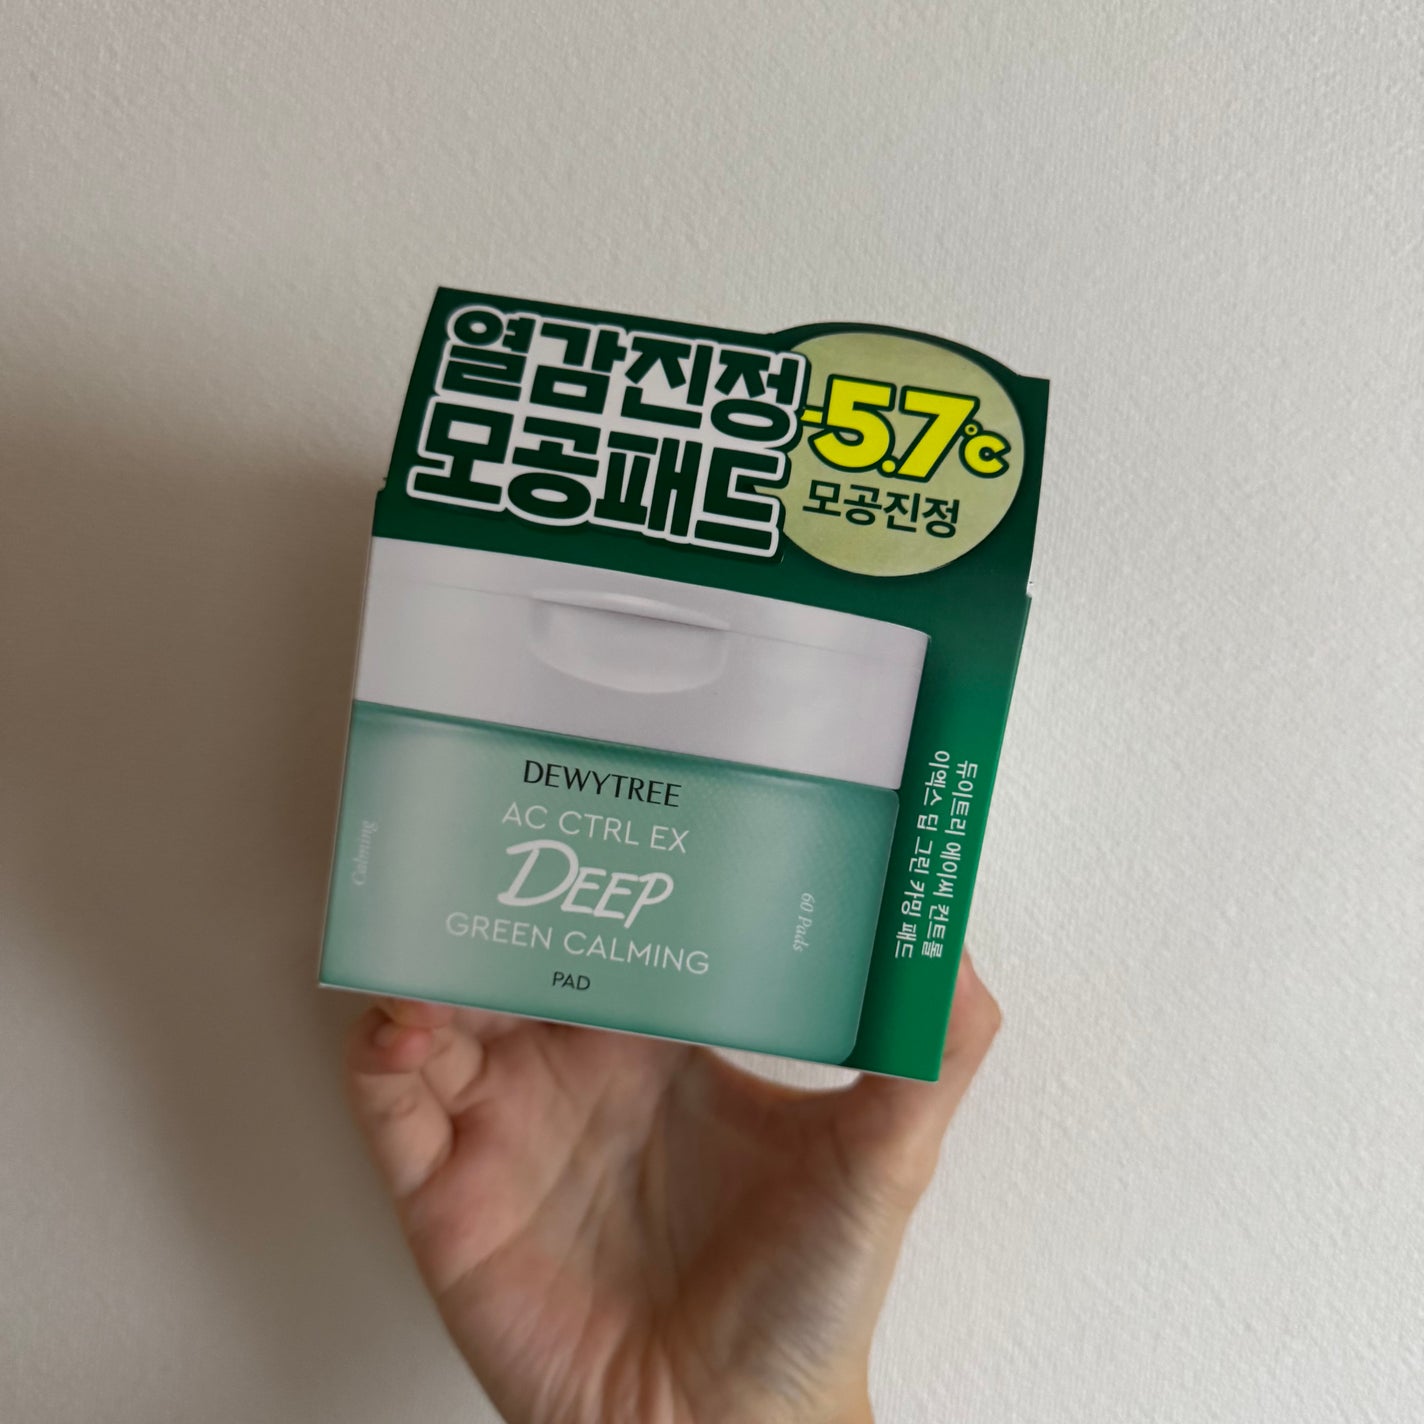 열감진정
모공패드
-5.7℃
모공진정
DEWYTREE
AC CTRL EX
DEEP
GREEN CALMING
PAD
Calming
60 Pads
듀이트리 에이씨 컨트롤
이엑스 딥 그린 카밍 패드